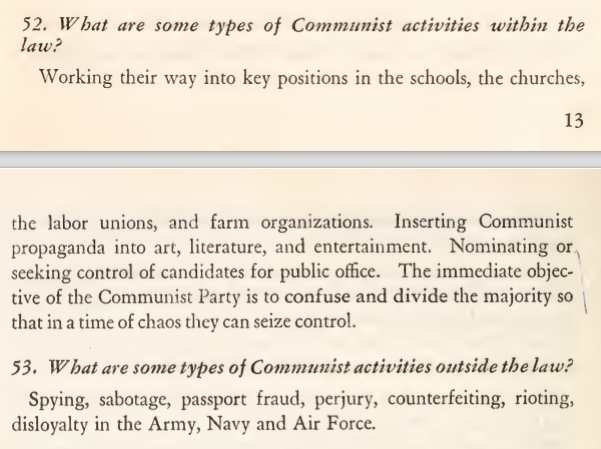 52. What are some types of Communist activities within the
law?
Working their way into key positions in the schools, the churches,
13
the labor unions, and farm organizations. Inserting Communist
propaganda into art, literature, and entertainment. Nominating or
seeking control of candidates for public office. The immediate objec-
tive of the Communist Party is to confuse and divide the majority so
that in a time of chaos they can seize control.
53. What are some types of Communist activities outside the law?
Spying, sabotage, passport fraud, perjury, counterfeiting, rioting,
disloyalty in the Army, Navy and Air Force.